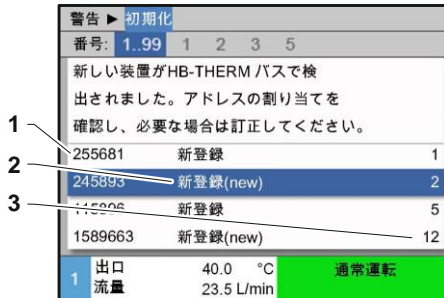 警告 ▶ 初期化
番号: 1..99 1 2 3 5
新しい装置がHB-THERM バスで検
出されました。アドレスの割り当てを
確認し、必要な場合は訂正してください。
1
255681 新登録 1
2
245893 新登録(new) 2
3
新登録 5
1589663 新登録(new) 12
1 出口 40.0 °C 通常運転
流量 23.5 L/min